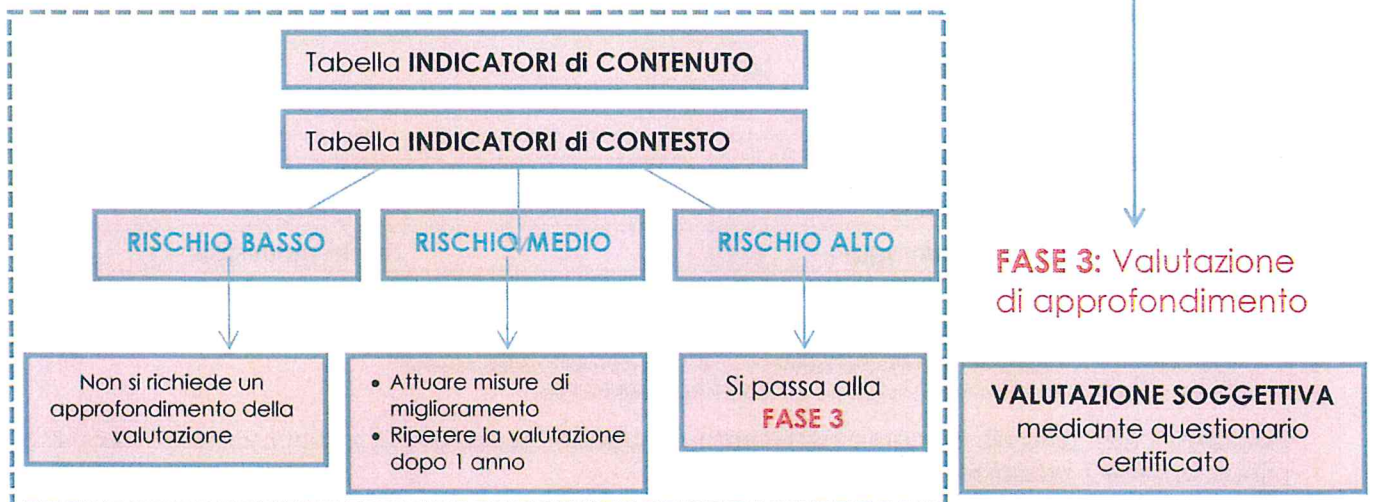 Tabella INDICATORI di CONTENUTO
Tabella INDICATORI di CONTESTO
RISCHIO BASSO
RISCHIO MEDIO
RISCHIO ALTO
FASE 3: Valutazione
di approfondimento
Non si richiede un
approfondimento della
valutazione
• Attuare misure di
miglioramento
• Ripetere la valutazione
dopo 1 anno
Si passa alla
FASE 3
VALUTAZIONE SOGGETTIVA
mediante questionario
certificato